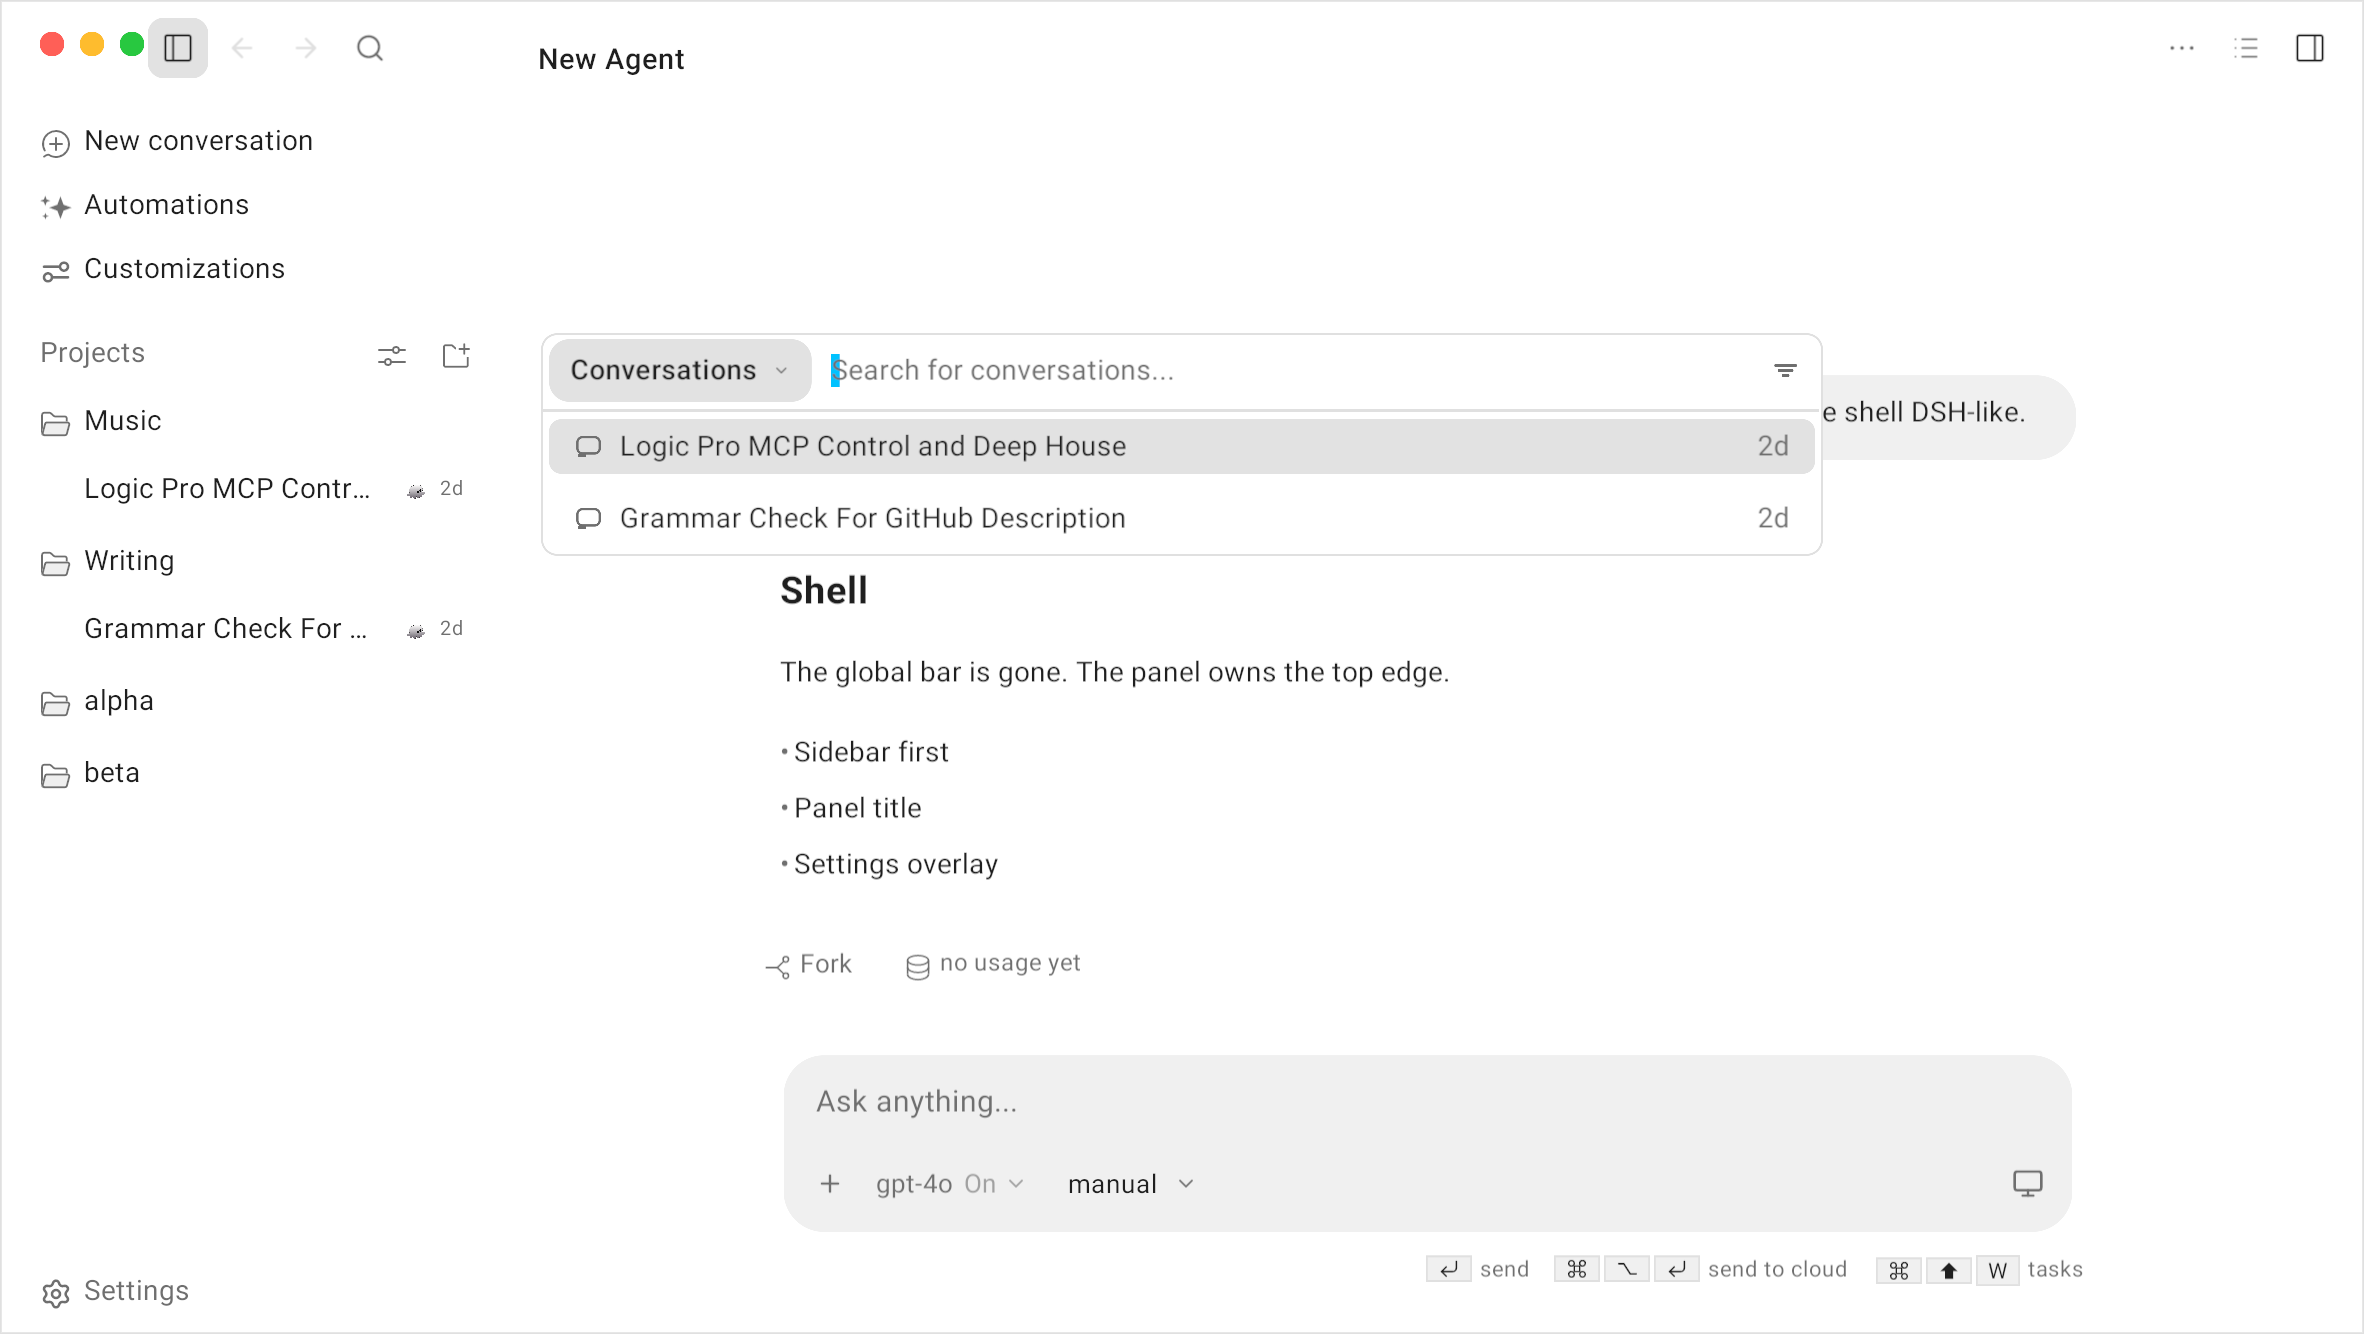 New Agent
New conversation
Automations
Customizations
Projects
Music
Logic Pro MCP Contr... 2d
Writing
Grammar Check For ... 2d
alpha
beta
Settings
Conversations Search for conversations...
Logic Pro MCP Control and Deep House 2d
Grammar Check For GitHub Description 2d
e shell DSH-like.
Shell
The global bar is gone. The panel owns the top edge.
• Sidebar first
• Panel title
• Settings overlay
Fork no usage yet
Ask anything...
gpt-4o On manual
send ⌘ ⌥ send to cloud ⌘ W tasks